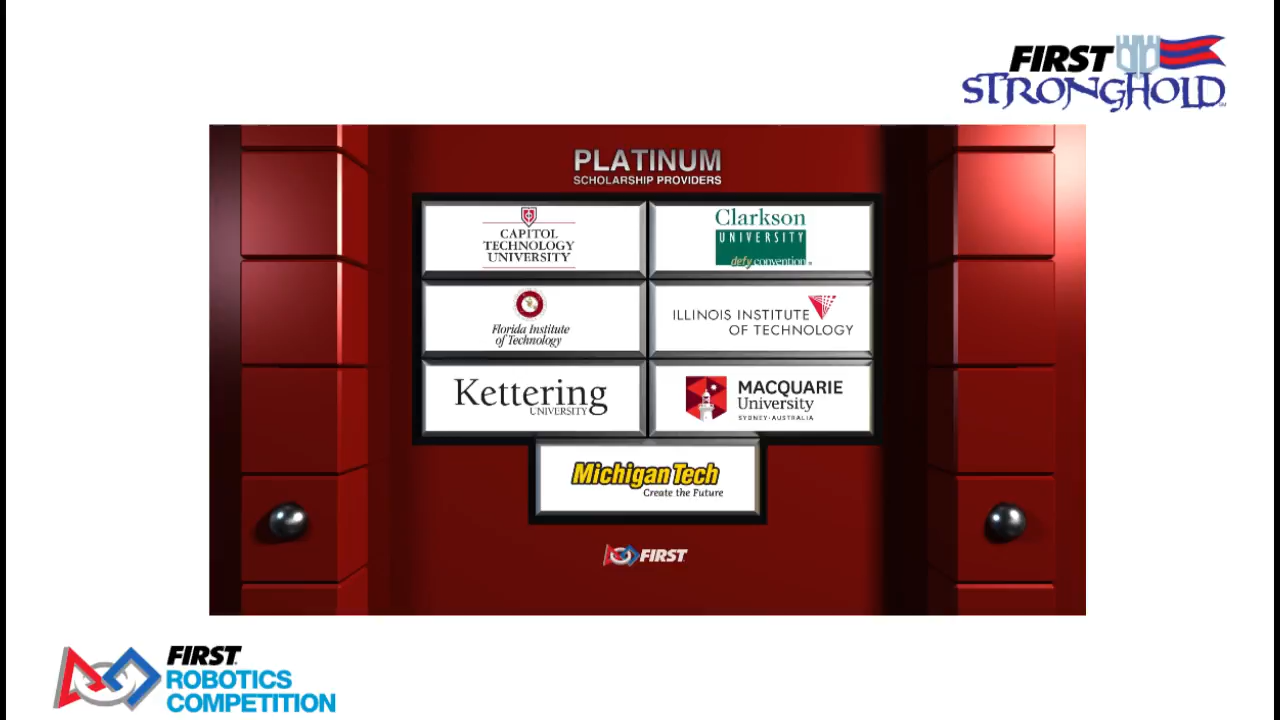 FIRST
STRONGHOLD
PLATINUM
SCHOLARSHIP PROVIDERS
CAPITOL
TECHNOLOGY
UNIVERSITY
Clarkson
UNIVERSITY
defy convention
Florida Institute
of Technology
ILLINOIS INSTITUTE
OF TECHNOLOGY
Kettering
UNIVERSITY
MACQUARIE
University
SYDNEY·AUSTRALIA
Michigan Tech
Create the Future
FIRST
FIRST
ROBOTICS
COMPETITION